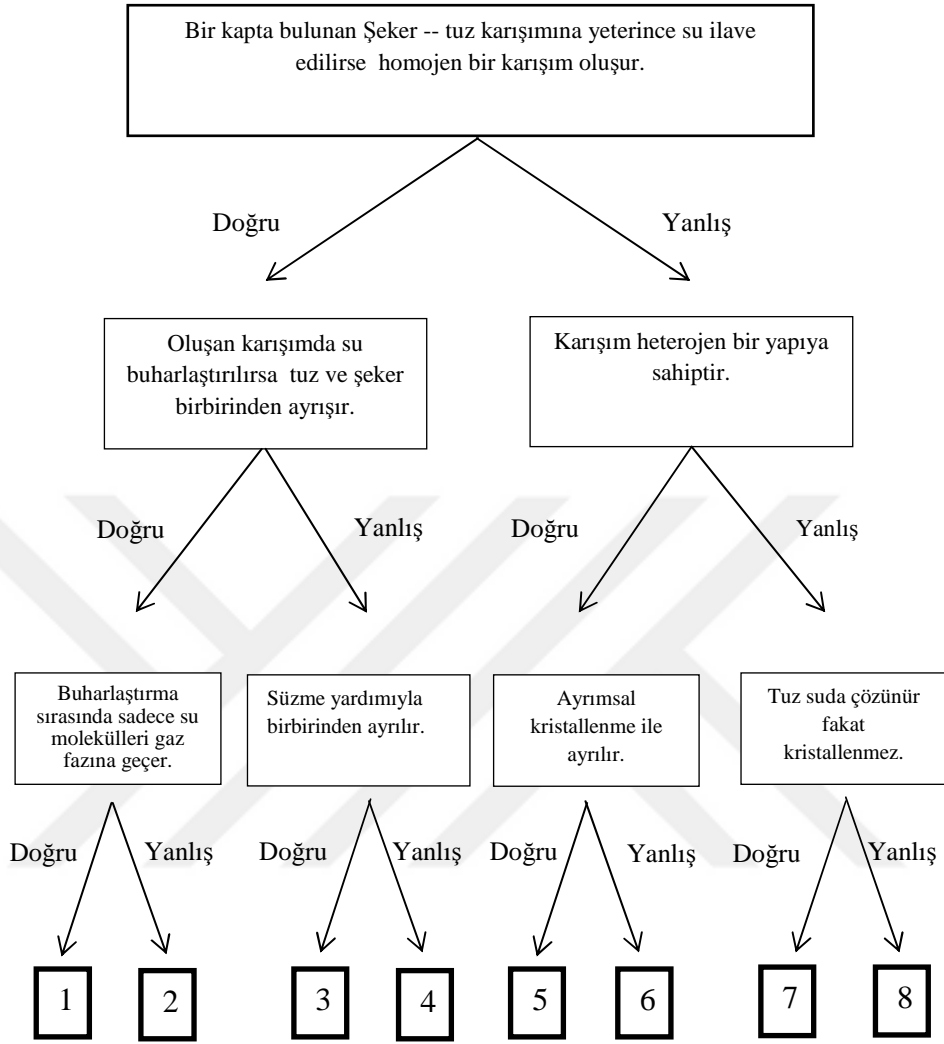 Bir kapta bulunan Şeker -- tuz karışımına yeterince su ilave
edilirse homojen bir karışım oluşur.
Doğru
Yanlış
Oluşan karışımda su
buharlaştırılırsa tuz ve şeker
birbirinden ayrışır.
Karışım heterojen bir yapıya
sahiptir.
Doğru
Yanlış
Doğru
Yanlış
Buharlaştırma
sırasında sadece su
molekülleri gaz
fazına geçer.
Süzme yardımıyla
birbirinden ayrılır.
Ayrımsal
kristallenme ile
ayrılır.
Tuz suda çözünür
fakat
kristallenmez.
Doğru
Yanlış
Doğru
Yanlış
Doğru
Yanlış
Doğru
Yanlış
1
2
3
4
5
6
7
8